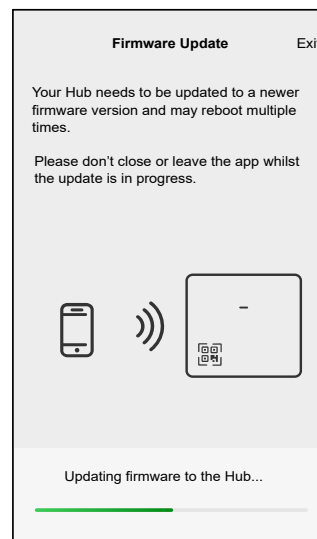 Firmware Update
Exit
Your Hub needs to be updated to a newer
firmware version and may reboot multiple
times.
Please don't close or leave the app whilst
the update is in progress.
Updating firmware to the Hub...